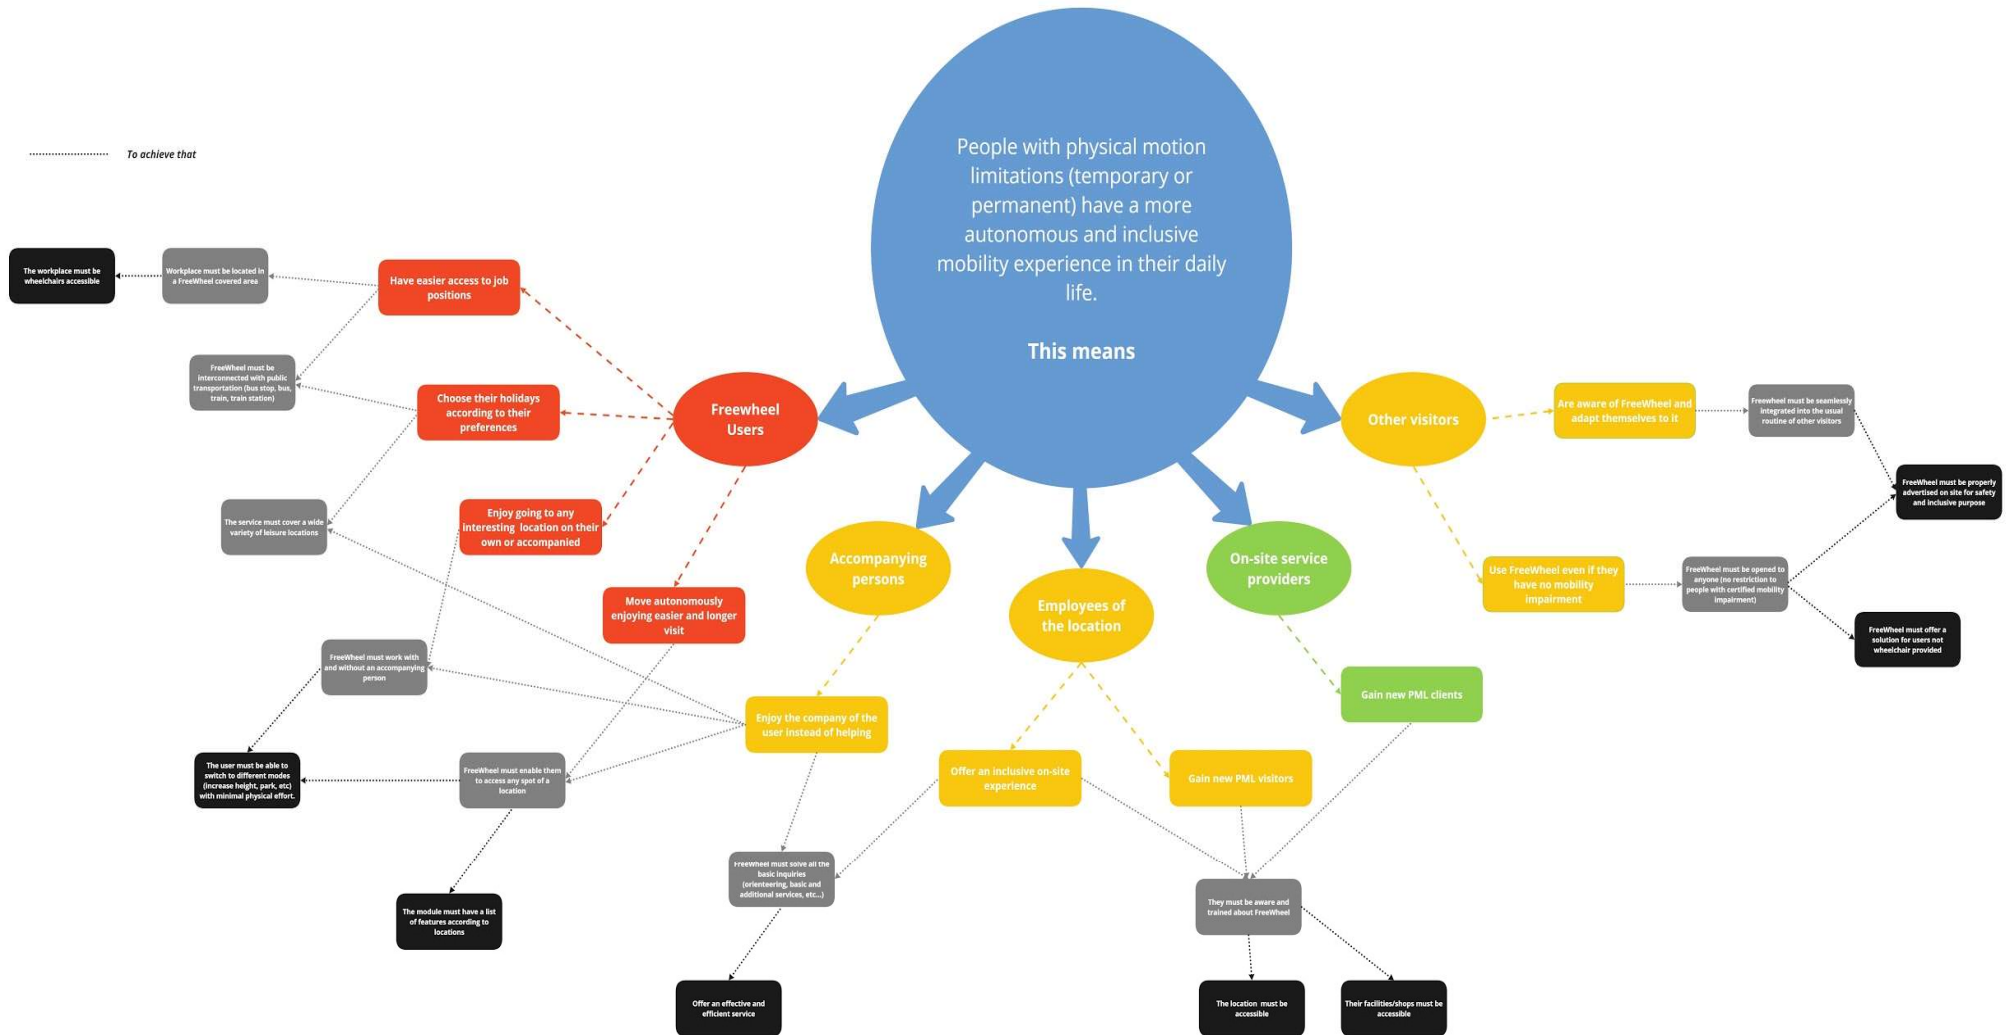 People with physical motion
limitations (temporary or
permanent) have a more
autonomous and inclusive
mobility experience in their daily
life.
This means
To achieve that
The workplace must be
wheelchairs accessible
Workplace must be located in
a FreeWheel covered area
Have easier access to job
positions
FreeWheel must be
interconnected with public
transportation (bus stop, bus,
train, train station)
Choose their holidays
according to their
preferences
Freewheel
Users
Other visitors
Are aware of FreeWheel and
adapt themselves to it
Freewheel must be seamlessly
integrated into the usual
routine of other visitors
FreeWheel must be properly
advertised on site for safety
and inclusive purpose
The service must cover a wide
variety of leisure locations
Enjoy going to any
interesting location on their
own or accompanied
Accompanying
persons
Employees of
the location
On-site service
providers
Use FreeWheel even if they
have no mobility
impairment
FreeWheel must be opened to
anyone (no restriction to
people with certified mobility
impairment)
FreeWheel must offer a
solution for users not
wheelchair provided
Move autonomously
enjoying easier and longer
visit
FreeWheel must work with
and without an accompanying
person
Enjoy the company of the
user instead of helping
Gain new PML clients
The user must be able to
switch to different modes
(increase height, park, etc)
with minimal physical effort.
FreeWheel must enable them
to access any spot of a
location
Offer an inclusive on-site
experience
Gain new PML visitors
FreeWheel must solve all the
basic inquiries
(orienteering, basic and
additional services, etc...)
They must be aware and
trained about FreeWheel
The module must have a list
of features according to
locations
Offer an effective and
efficient service
The location must be
accessible
Their facilities/shops must be
accessible